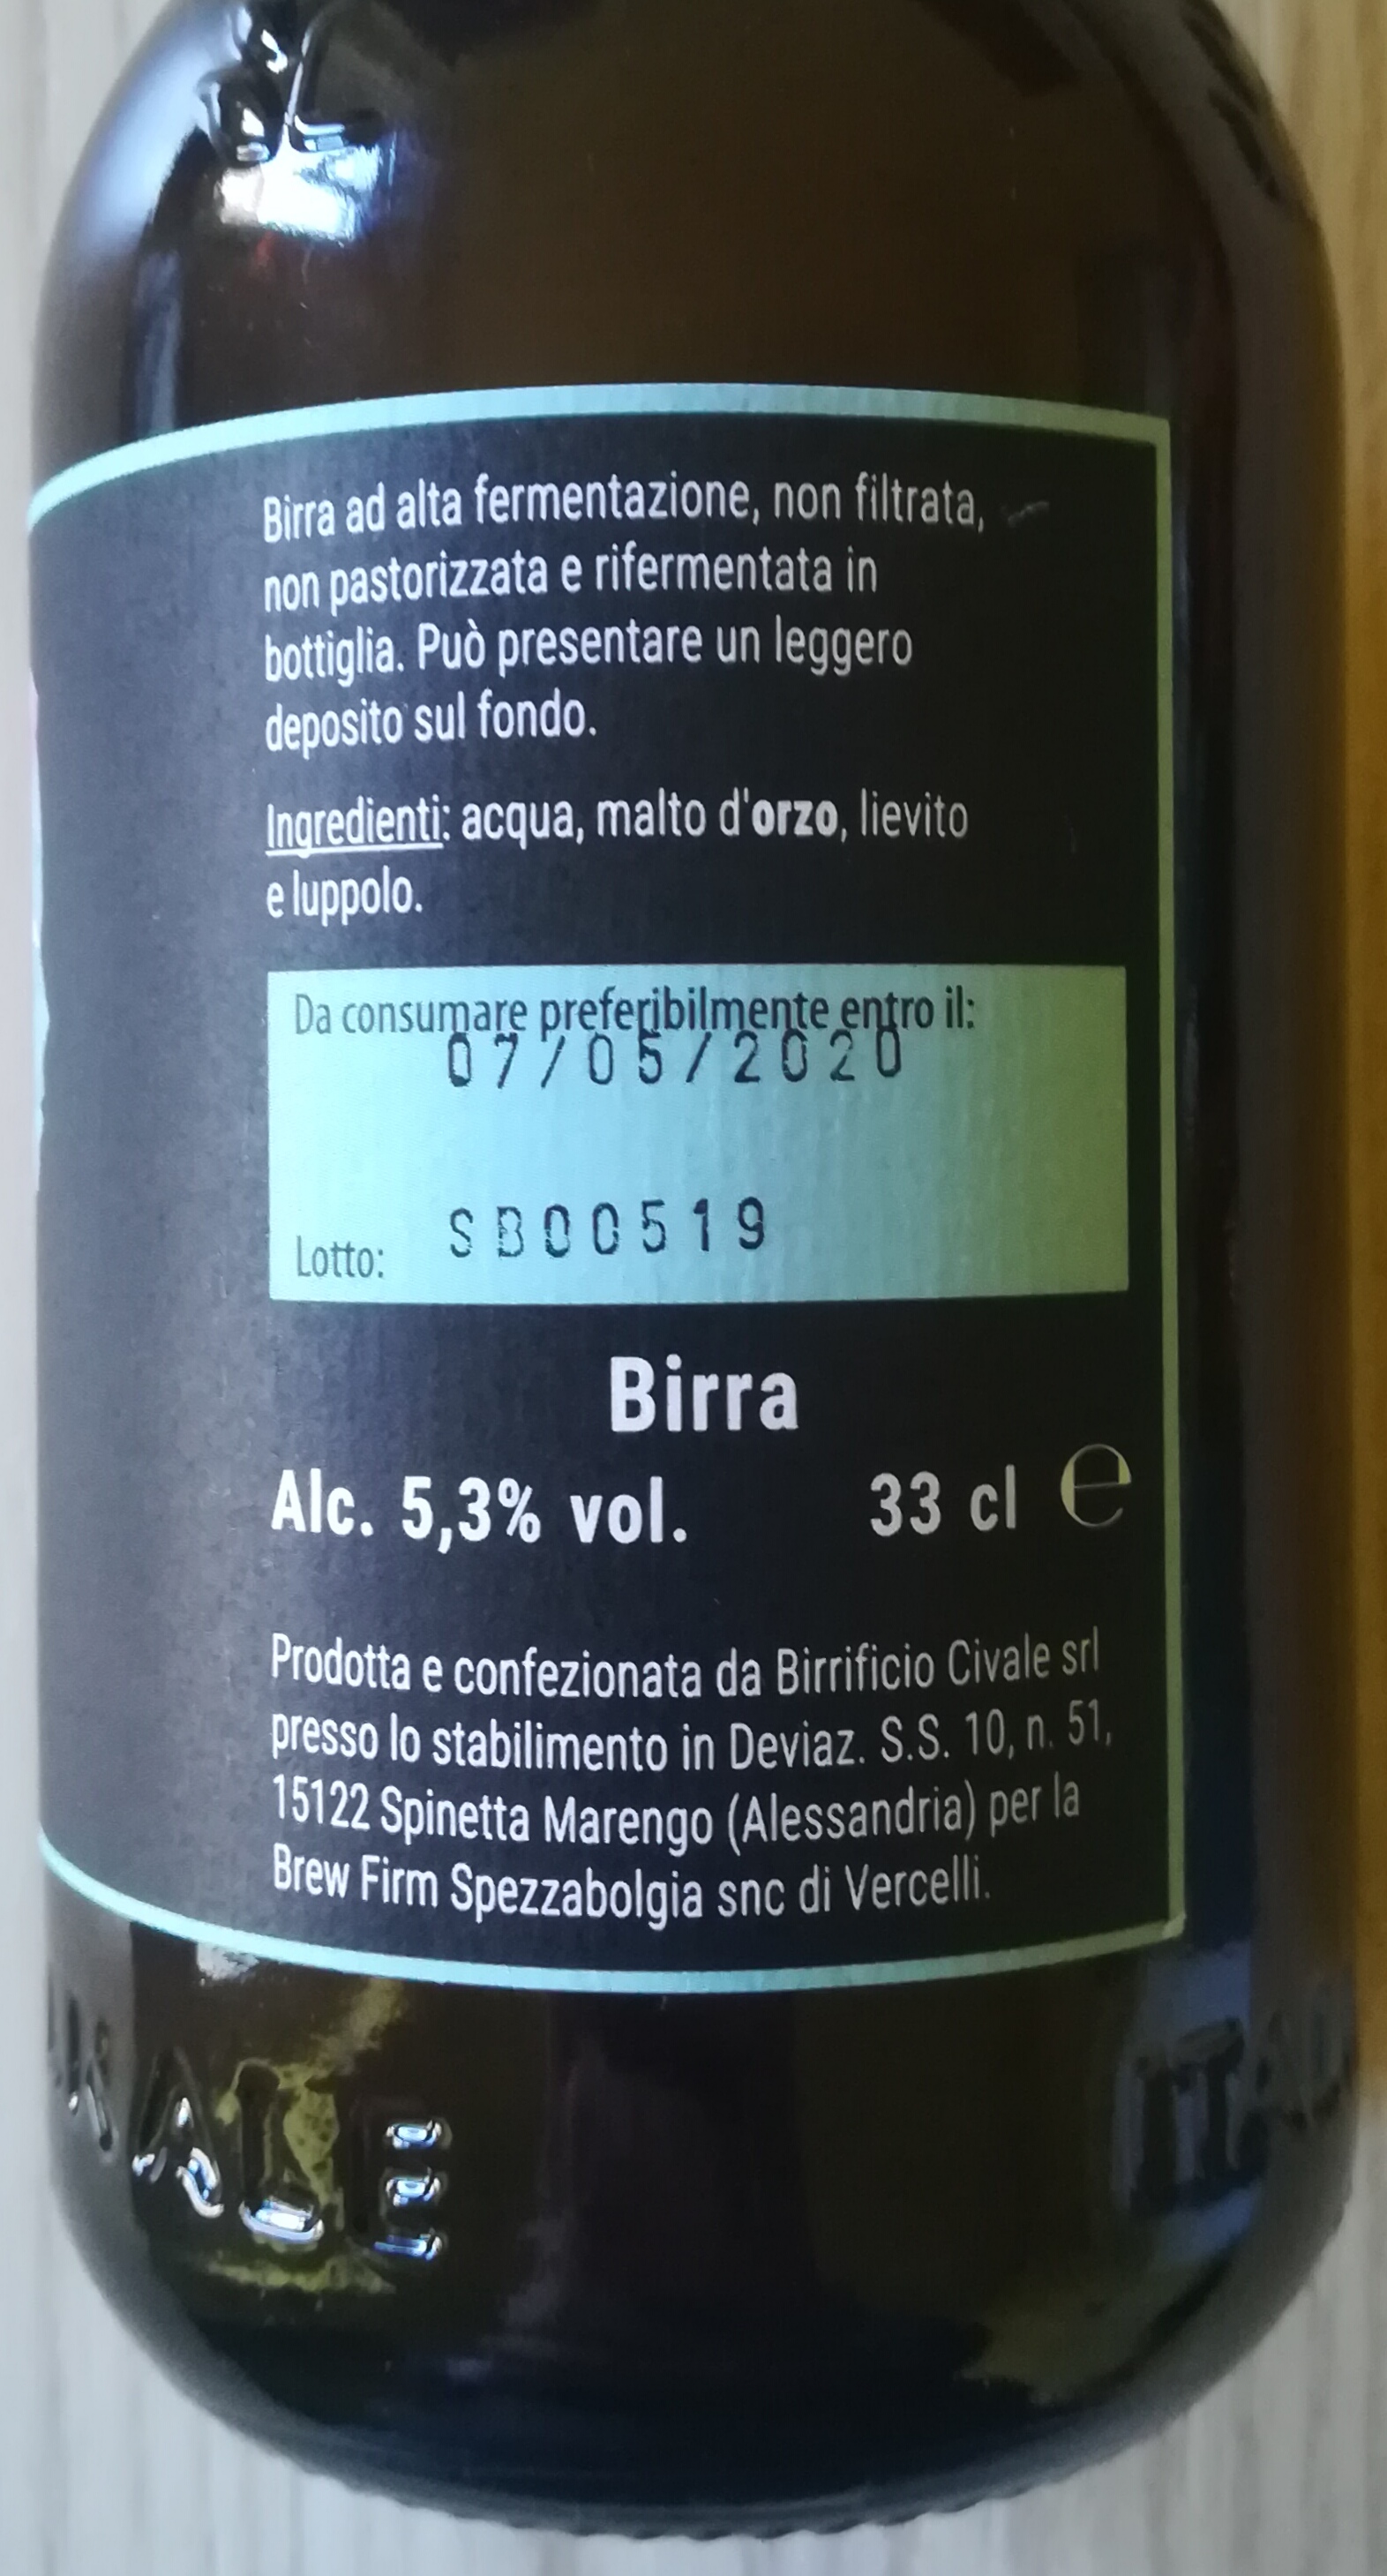 Birra ad alta fermentazione, non filtrata,
non pastorizzata e rifermentata in
bottiglia. Può presentare un leggero
deposito sul fondo.
Ingredienti: acqua, malto d'orzo, lievito
e luppolo.
Da consumare preferibilmente entro il:
07/05/2020
Lotto: SB00519
Birra
Alc. 5,3% vol. 33 cl ℮
Prodotta e confezionata da Birrificio Civale srl
presso lo stabilimento in Deviaz. S.S. 10, n. 51,
15122 Spinetta Marengo (Alessandria) per la
Brew Firm Spezzabolgia snc di Vercelli.